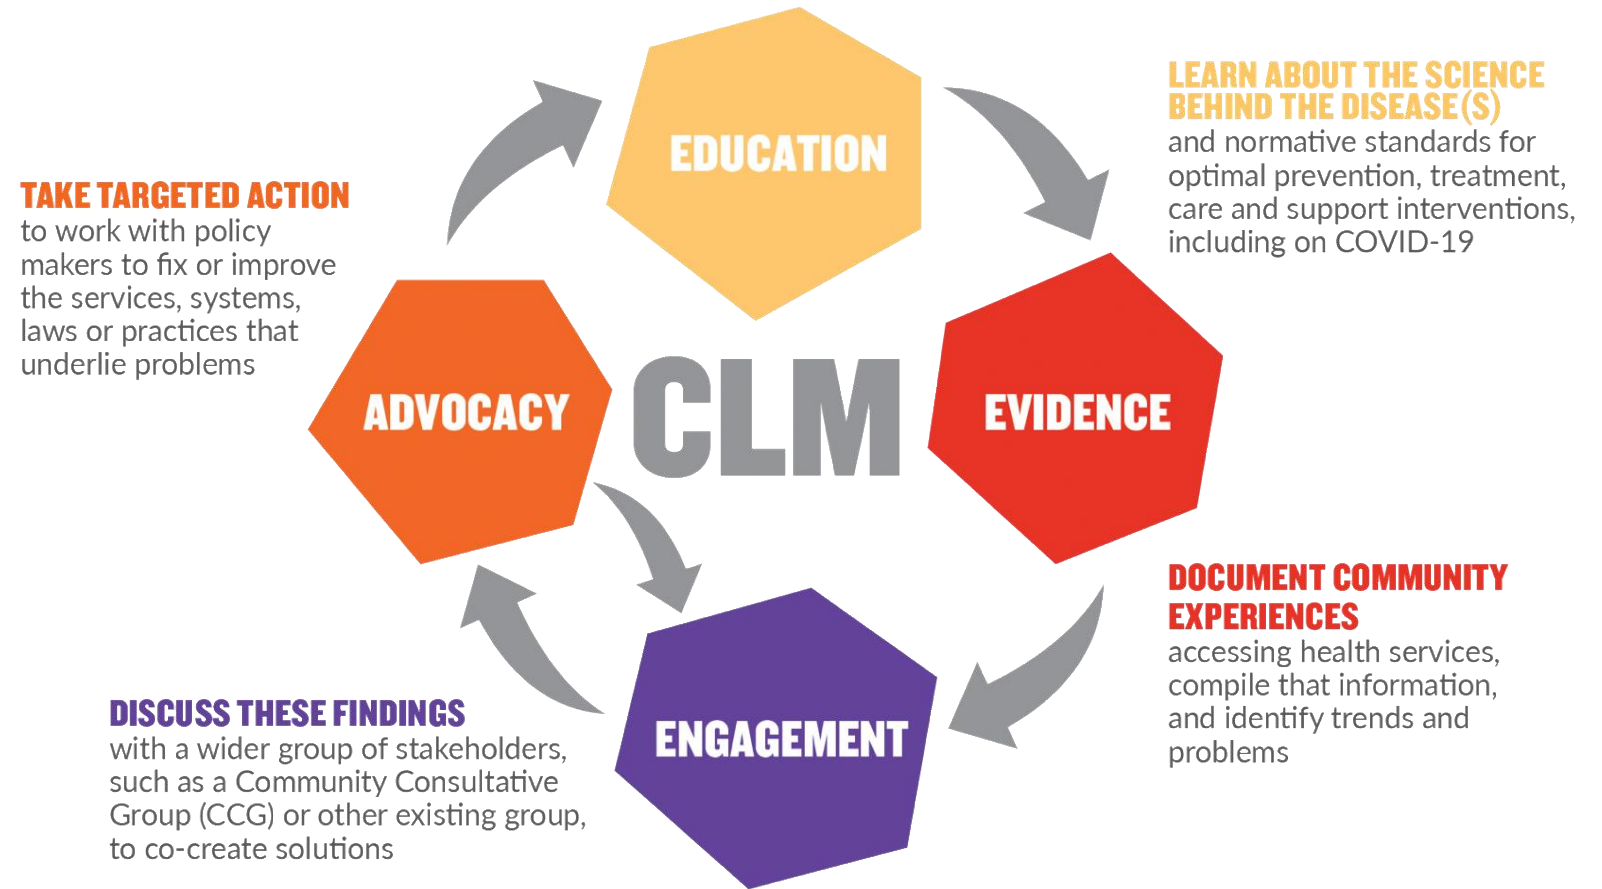 EDUCATION
LEARN ABOUT THE SCIENCE
BEHIND THE DISEASE(S)
and normative standards for
optimal prevention, treatment,
care and support interventions,
including on COVID-19
TAKE TARGETED ACTION
to work with policy
makers to fix or improve
the services, systems,
laws or practices that
underlie problems
ADVOCACY
CLM
EVIDENCE
DOCUMENT COMMUNITY
EXPERIENCES
accessing health services,
compile that information,
and identify trends and
problems
DISCUSS THESE FINDINGS
with a wider group of stakeholders,
such as a Community Consultative
Group (CCG) or other existing group,
to co-create solutions
ENGAGEMENT